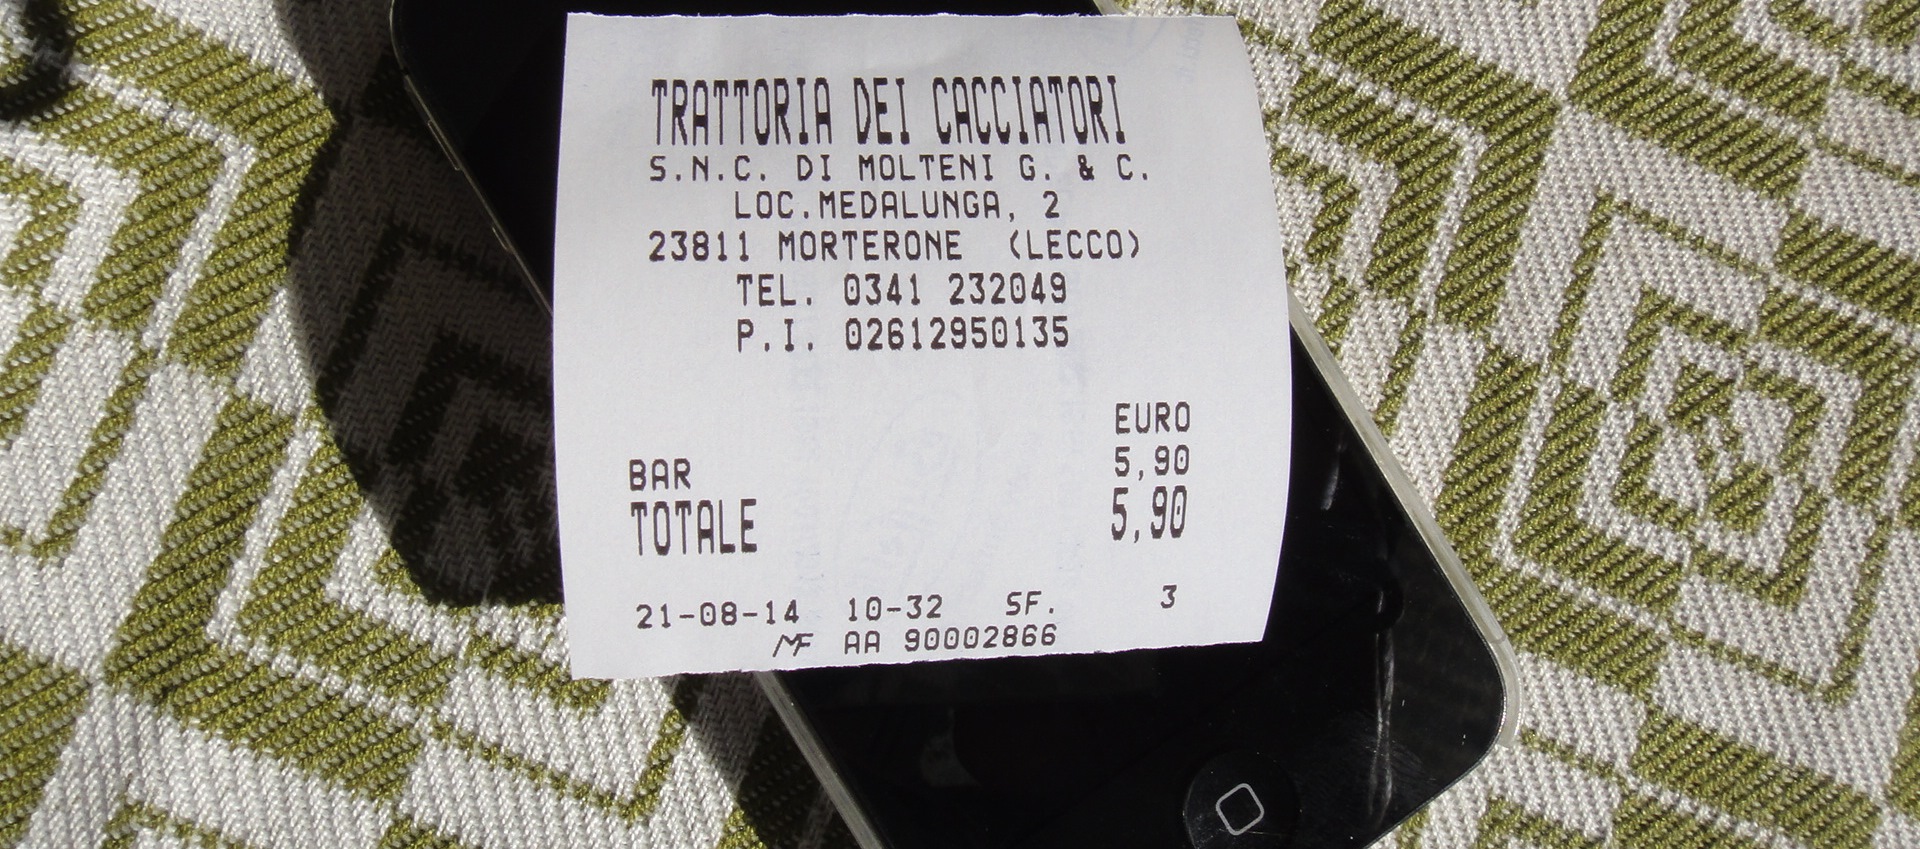 TRATTORIA DEI CACCIATORI
S.N.C. DI MOLTENI G. & C.
LOC.MEDALUNGA, 2
23811 MORTERONE (LECCO)
TEL. 0341 232049
P.I. 02612950135
EURO
BAR 5,90
TOTALE 5,90
21-08-14 10-32 SF. 3
MF AA 90002866